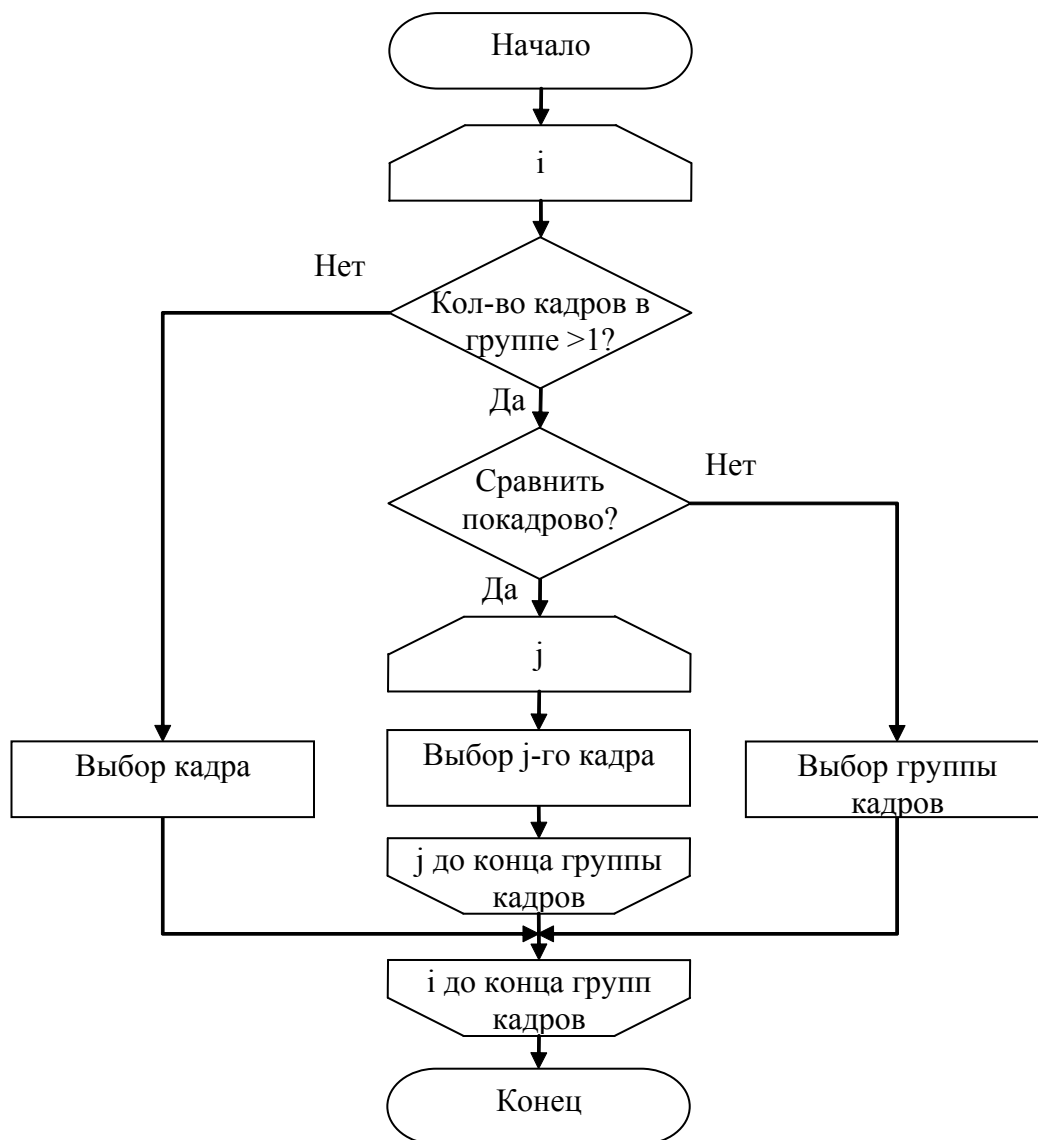 Начало
i
Нет
Кол-во кадров в
группе >1?
Да
Сравнить
покадрово?
Нет
Да
j
Выбор кадра
Выбор j-го кадра
Выбор группы
кадров
j до конца группы
кадров
i до конца групп
кадров
Конец